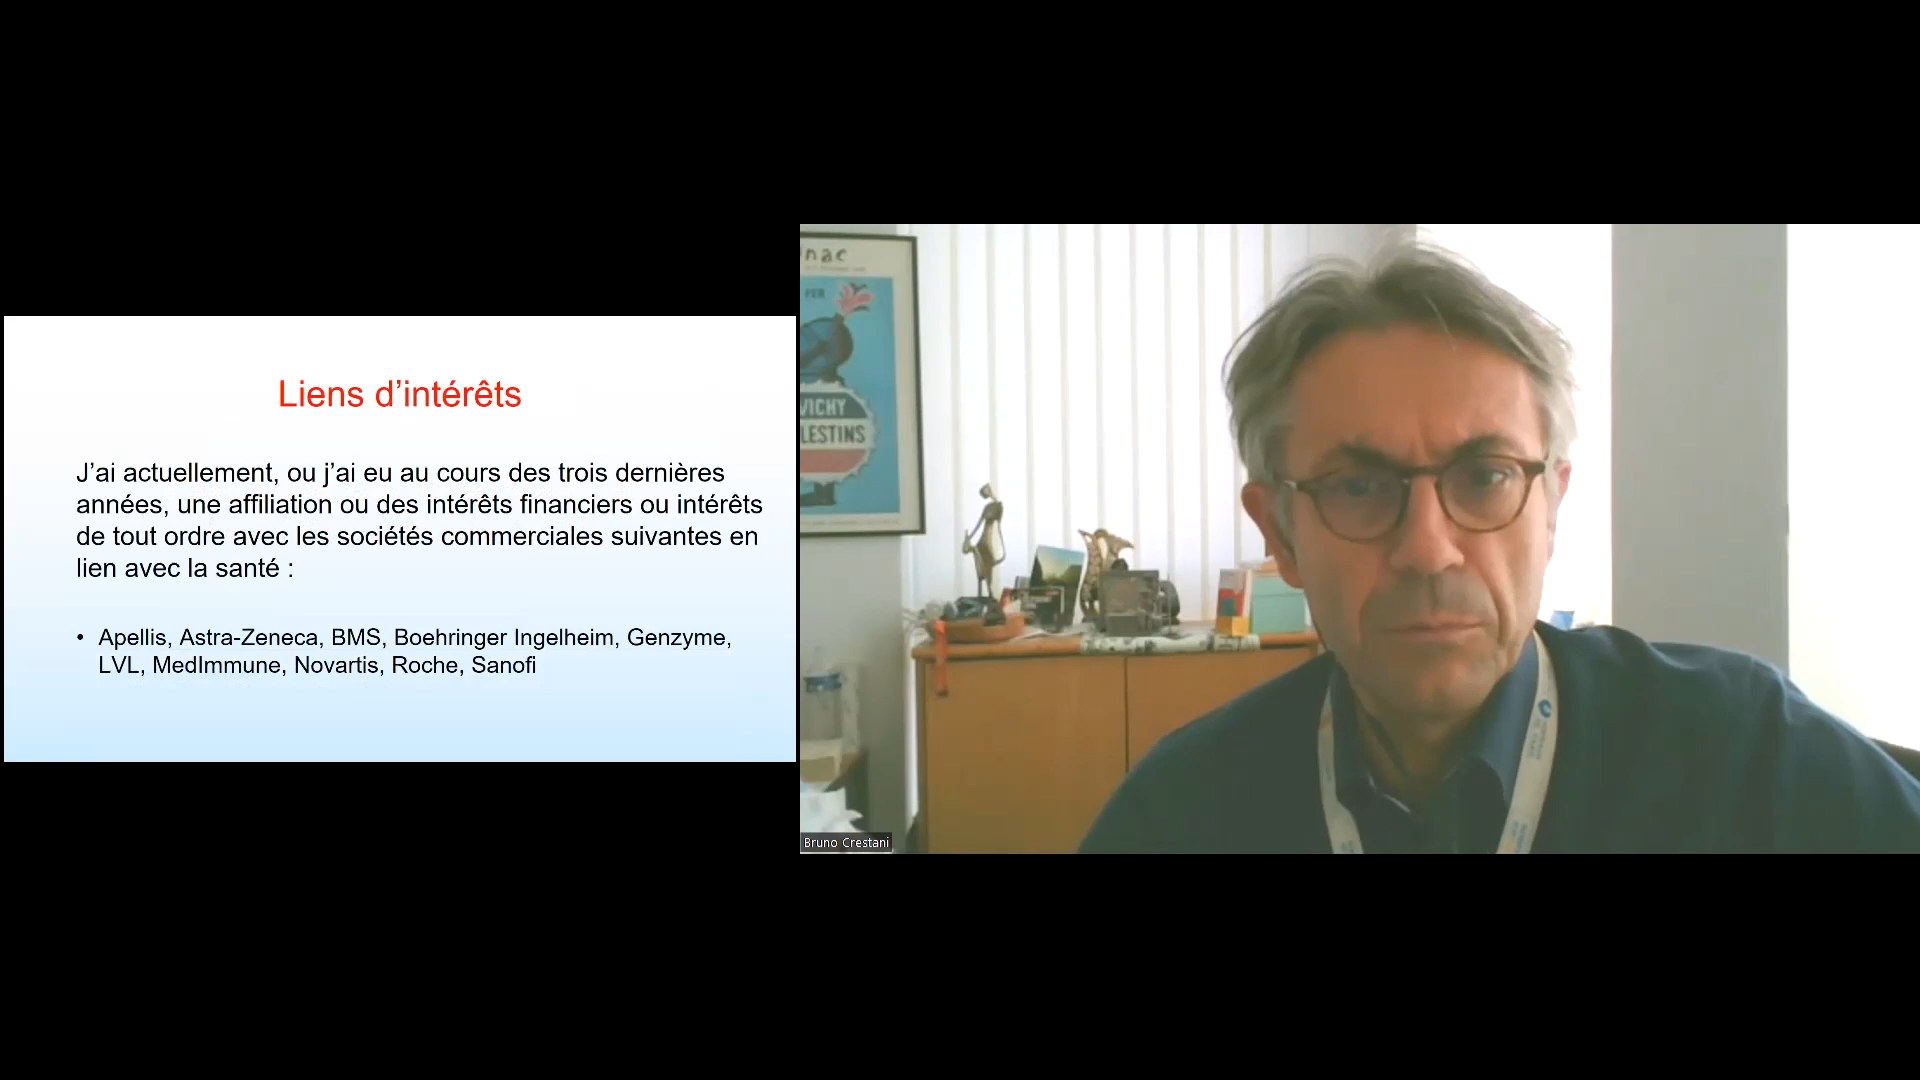 Liens d’intérêts
J’ai actuellement, ou j’ai eu au cours des trois dernières
années, une affiliation ou des intérêts financiers ou intérêts
de tout ordre avec les sociétés commerciales suivantes en
lien avec la santé :
• Apellis, Astra-Zeneca, BMS, Boehringer Ingelheim, Genzyme,
LVL, MedImmune, Novartis, Roche, Sanofi
nac
FER
VICHY
LESTINS
Bruno Crestani